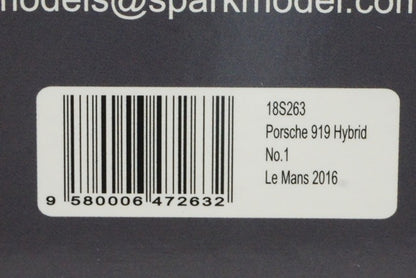 models@sparkmodel.com
18S263
Porsche 919 Hybrid
No.1
Le Mans 2016
9 580006 472632